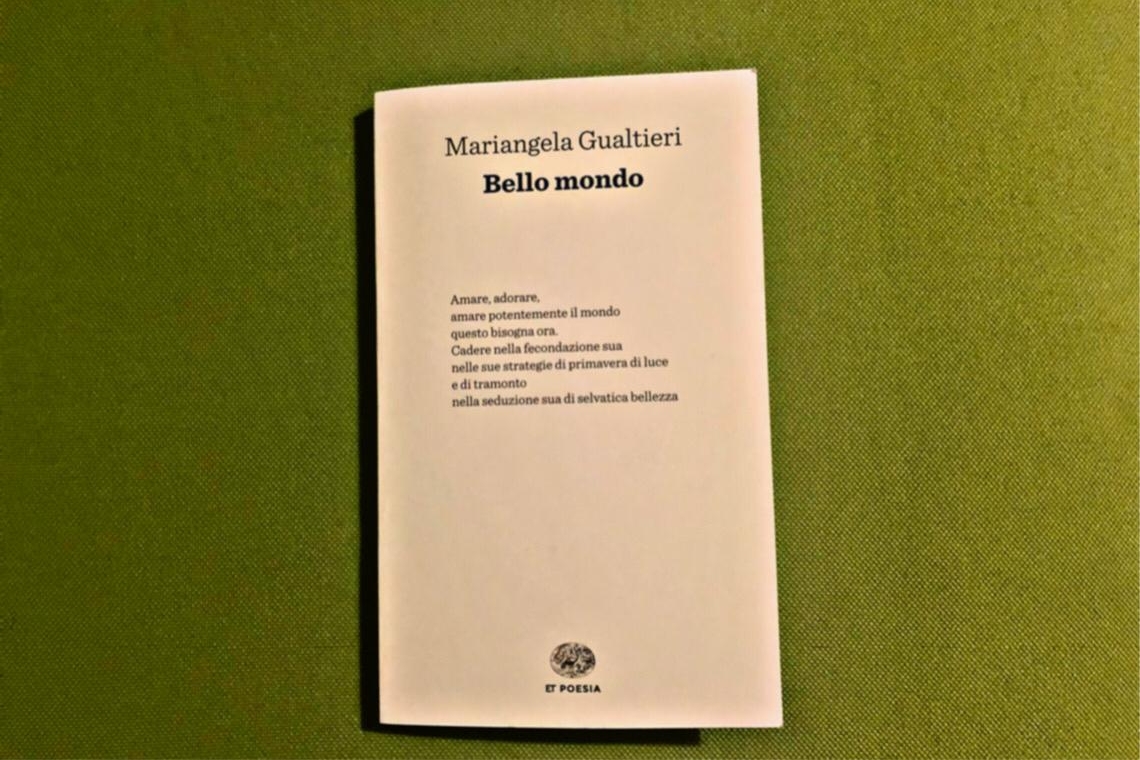 Mariangela Gualtieri
Bello mondo
Amare, adorare,
amare potentemente il mondo
questo bisogna ora.
Cadere nella fecondazione sua
nelle sue strategie di primavera di luce
e di tramonto
nella seduzione sua di selvatica bellezza
ET POESIA